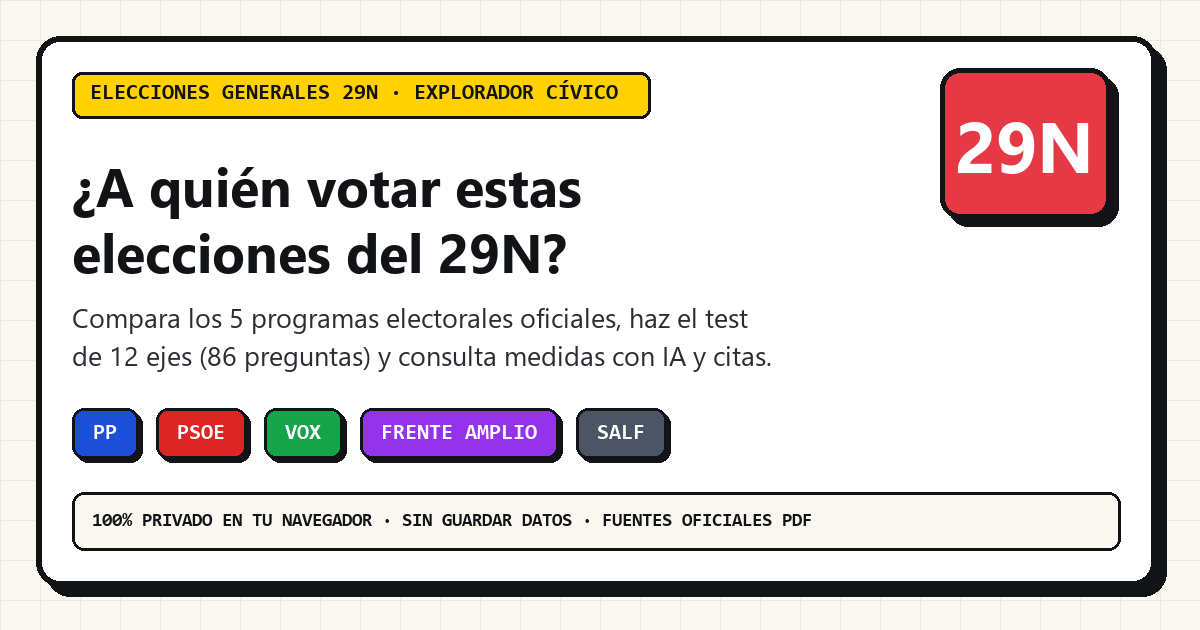 ELECCIONES GENERALES 29N · EXPLORADOR CÍVICO
29N
¿A quién votar estas
elecciones del 29N?
Compara los 5 programas electorales oficiales, haz el test
de 12 ejes (86 preguntas) y consulta medidas con IA y citas.
PP PSOE VOX FRENTE AMPLIO SALF
100% PRIVADO EN TU NAVEGADOR · SIN GUARDAR DATOS · FUENTES OFICIALES PDF